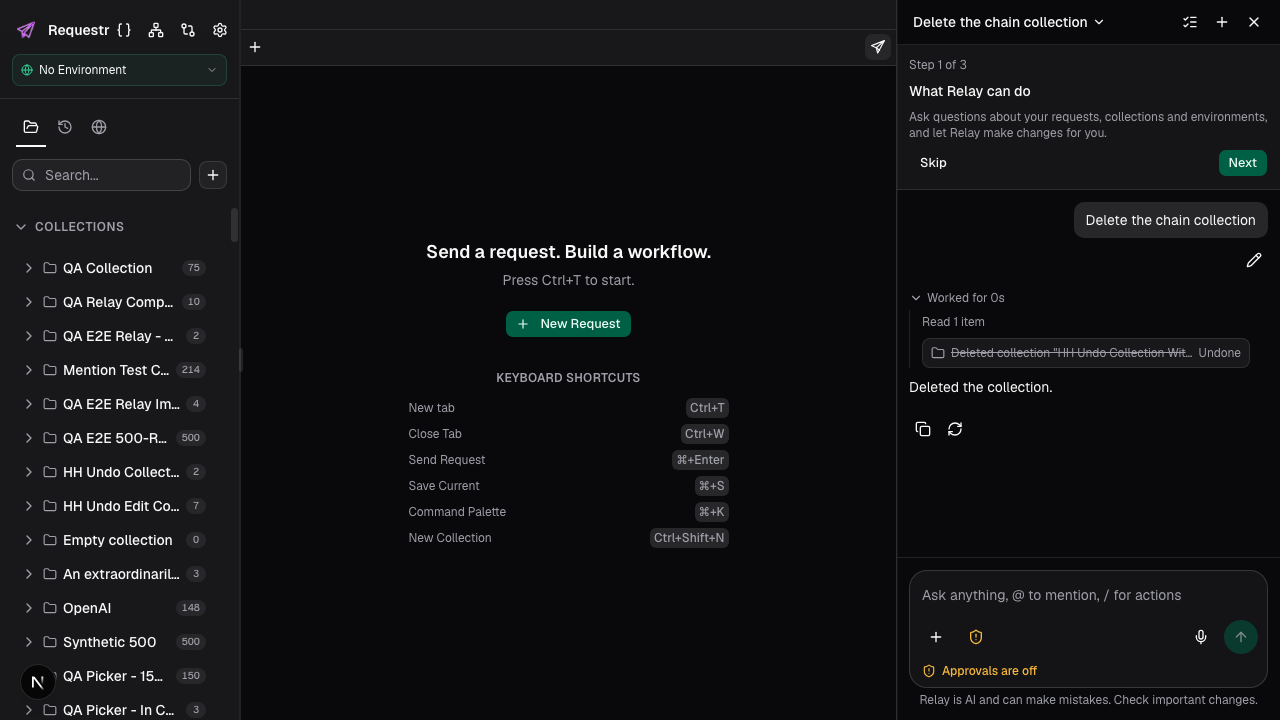 Requestr
No Environment
Search...
COLLECTIONS
QA Collection 75
QA Relay Comp... 10
QA E2E Relay - ... 2
Mention Test C... 214
QA E2E Relay Im... 4
QA E2E 500-R... 500
HH Undo Collect... 2
HH Undo Edit Co... 7
Empty collection 0
An extraordinaril... 3
OpenAI 148
Synthetic 500 500
QA Picker - 15... 150
QA Picker - In C... 3
N
Send a request. Build a workflow.
Press Ctrl+T to start.
New Request
KEYBOARD SHORTCUTS
New tab Ctrl+T
Close Tab Ctrl+W
Send Request ⌘+Enter
Save Current ⌘+S
Command Palette ⌘+K
New Collection Ctrl+Shift+N
Delete the chain collection
Step 1 of 3
What Relay can do
Ask questions about your requests, collections and environments,
and let Relay make changes for you.
Skip Next
Delete the chain collection
Worked for 0s
Read 1 item
Deleted collection "HH Undo Collection Wit... Undone
Deleted the collection.
Ask anything, @ to mention, / for actions
Approvals are off
Relay is AI and can make mistakes. Check important changes.